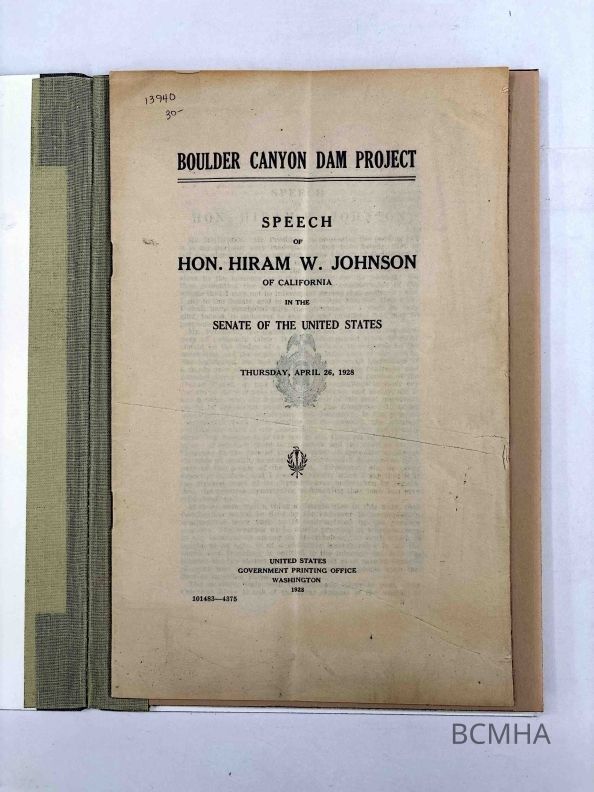 13940
30-
BOULDER CANYON DAM PROJECT
SPEECH
OF
HON. HIRAM W. JOHNSON
OF CALIFORNIA
IN THE
SENATE OF THE UNITED STATES
THURSDAY, APRIL 26, 1928
UNITED STATES
GOVERNMENT PRINTING OFFICE
WASHINGTON
1928
101483—4375
BCMHA